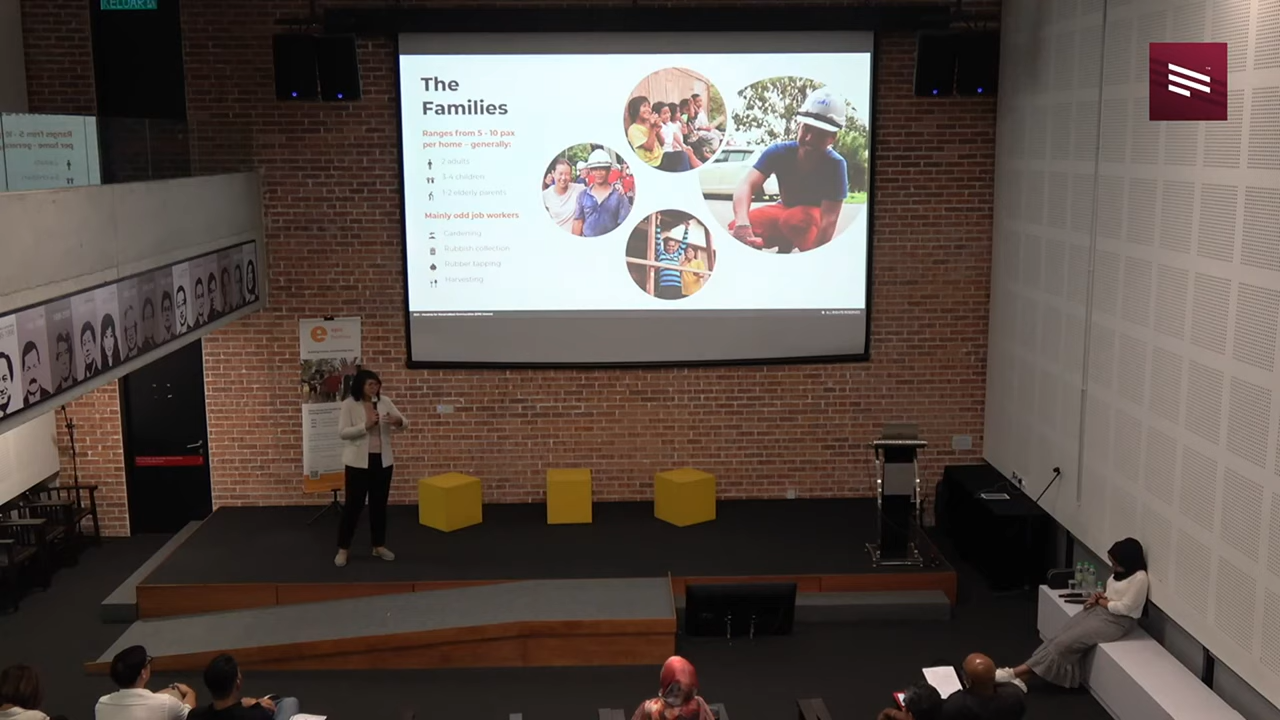 KELUAR
The
Families
Ranges from 5 - 10 pax
per home – generally:
2 adults
3-4 children
1-2 elderly parents
Mainly odd job workers
Gardening
Rubbish collection
Rubber tapping
Harvesting